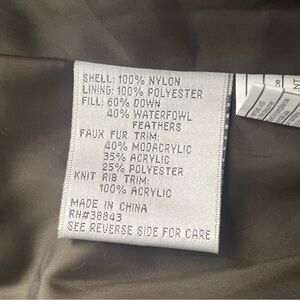 SHELL: 100% NYLON
LINING: 100% POLYESTER
FILL: 60% DOWN
40% WATERFOWL
FEATHERS
FAUX FUR TRIM:
40% MODACRYLIC
35% ACRYLIC
25% POLYESTER
KNIT RIB TRIM:
100% ACRYLIC
MADE IN CHINA
RN#38843
SEE REVERSE SIDE FOR CARE